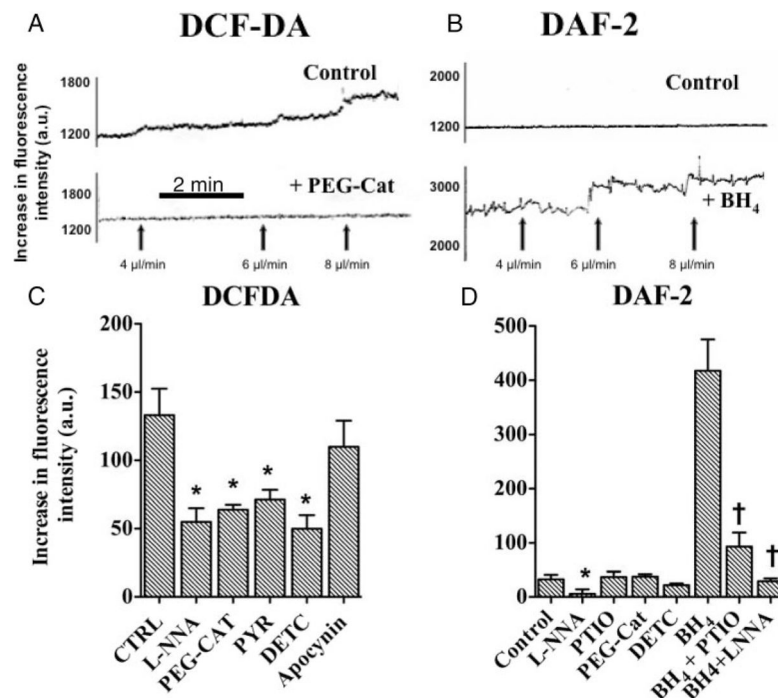 A DCF-DA
B DAF-2
Increase in fluorescence
intensity (a.u.)
1800
Control
1200
1800
2 min
+ PEG-Cat
1200
4 µl/min 6 µl/min 8 µl/min
2000
Control
1200
3000
+ BH4
2000
4 µl/min 6 µl/min 8 µl/min
C DCFDA
Increase in fluorescence
intensity (a.u.)
200
150
100
50
0
* * * *
CTRL
L-NNA
PEG-CAT
PYR
DETC
Apocynin
D DAF-2
500
400
300
200
100
0
* † †
Control
L-NNA
PTIO
PEG-Cat
DETC
BH4
BH4 + PTIO
BH4+LNNA